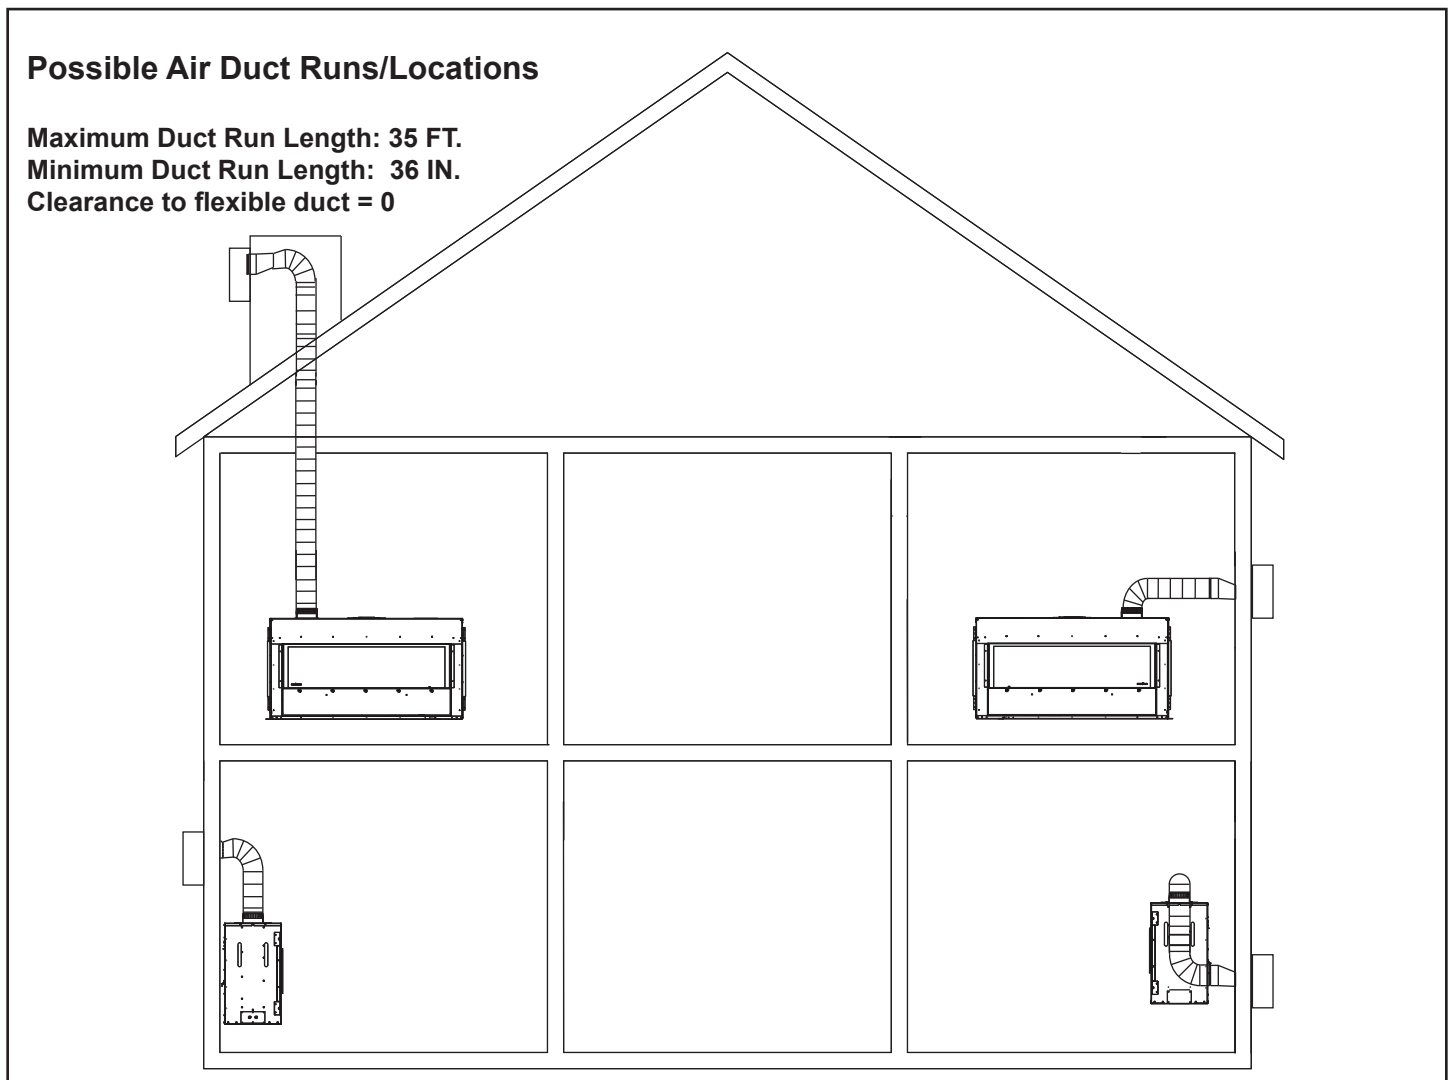 Possible Air Duct Runs/Locations
Maximum Duct Run Length: 35 FT.
Minimum Duct Run Length:  36 IN.
Clearance to flexible duct = 0